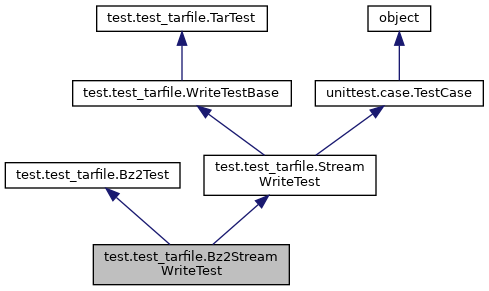 test.test_tarfile.TarTest
object
test.test_tarfile.WriteTestBase
unittest.case.TestCase
test.test_tarfile.Bz2Test
test.test_tarfile.Stream
WriteTest
test.test_tarfile.Bz2Stream
WriteTest